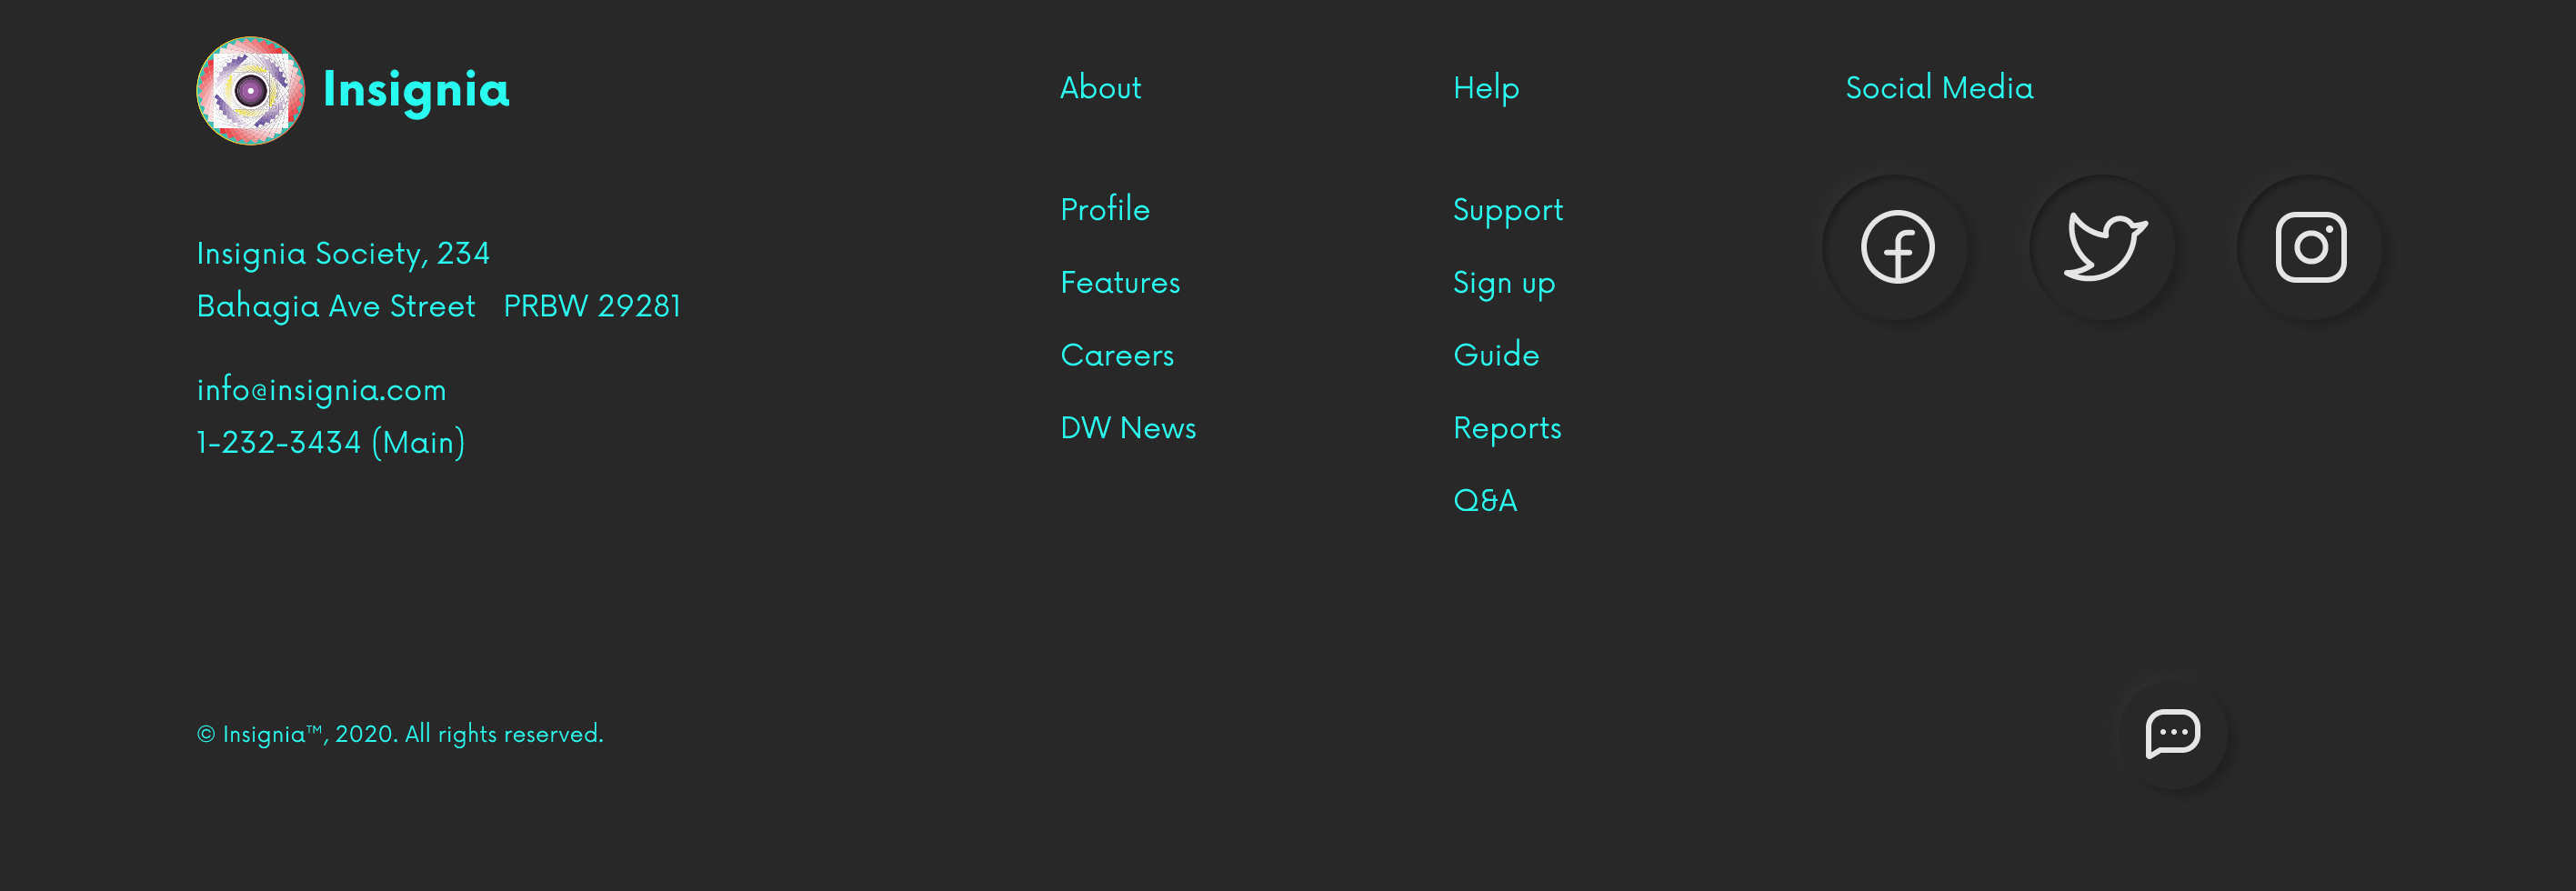 Insignia
Insignia Society, 234
Bahagia Ave Street PRBW 29281
info@insignia.com
1-232-3434 (Main)
About
Profile
Features
Careers
DW News
Help
Support
Sign up
Guide
Reports
Q&A
Social Media
© Insignia™, 2020. All rights reserved.